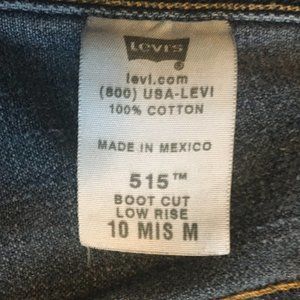 LEVI'S
®
levi.com
(800) USA-LEVI
100% COTTON
MADE IN MEXICO
515™
BOOT CUT
LOW RISE
10 MIS M